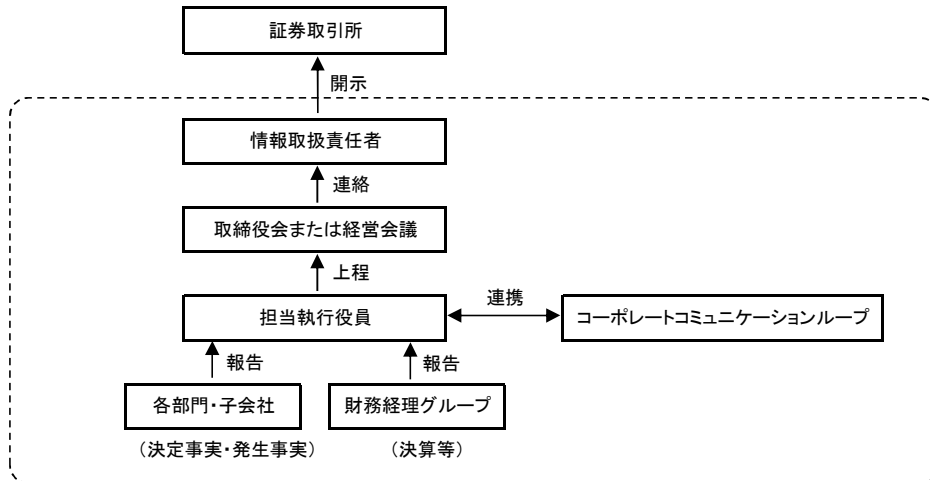 証券取引所
開示
情報取扱責任者
連絡
取締役会または経営会議
上程
担当執行役員
連携
コーポレートコミュニケーションループ
報告
報告
各部門・子会社
財務経理グループ
（決定事実・発生事実）
（決算等）